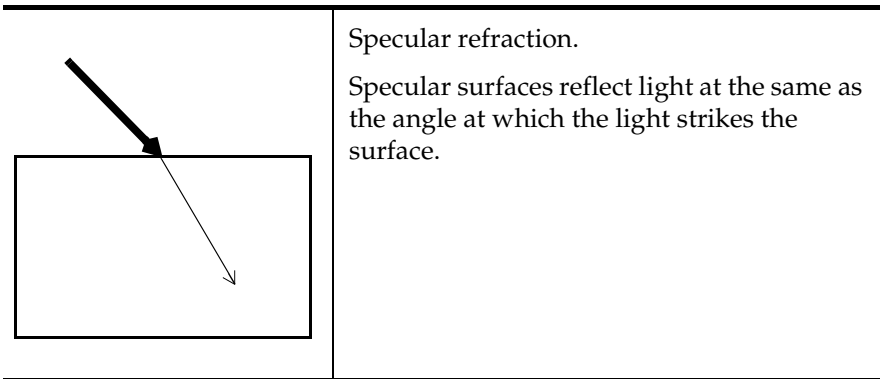 Specular refraction.
Specular surfaces reflect light at the same as
the angle at which the light strikes the
surface.